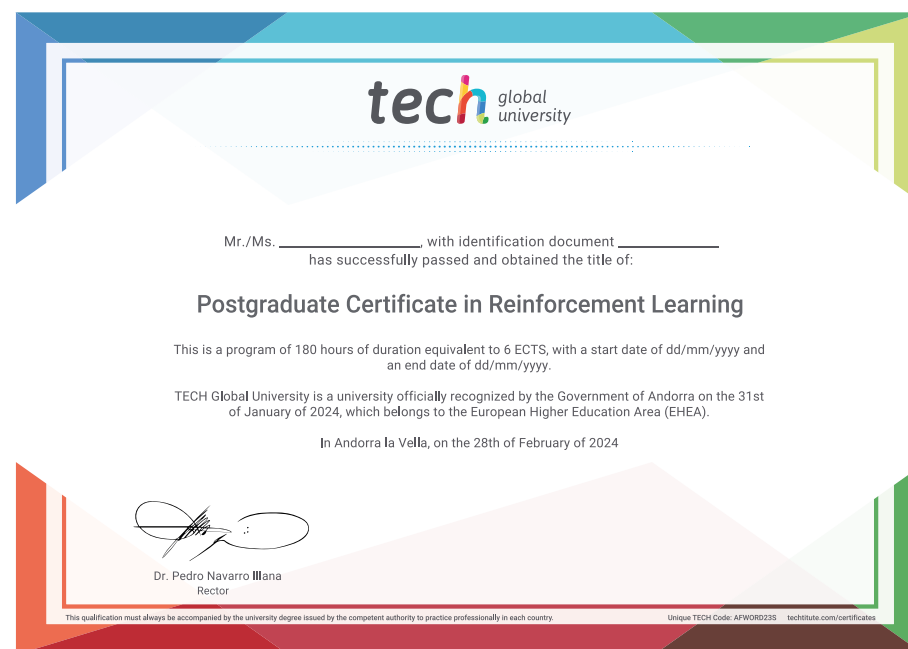 tech global university
Mr./Ms. ____________________, with identification document ______________
has successfully passed and obtained the title of:
Postgraduate Certificate in Reinforcement Learning
This is a program of 180 hours of duration equivalent to 6 ECTS, with a start date of dd/mm/yyyy and
an end date of dd/mm/yyyy.
TECH Global University is a university officially recognized by the Government of Andorra on the 31st
of January of 2024, which belongs to the European Higher Education Area (EHEA).
In Andorra la Vella, on the 28th of February of 2024
Dr. Pedro Navarro Illana
Rector
This qualification must always be accompanied by the university degree issued by the competent authority to practice professionally in each country.
Unique TECH Code: AFWORD23S techtitute.com/certificates